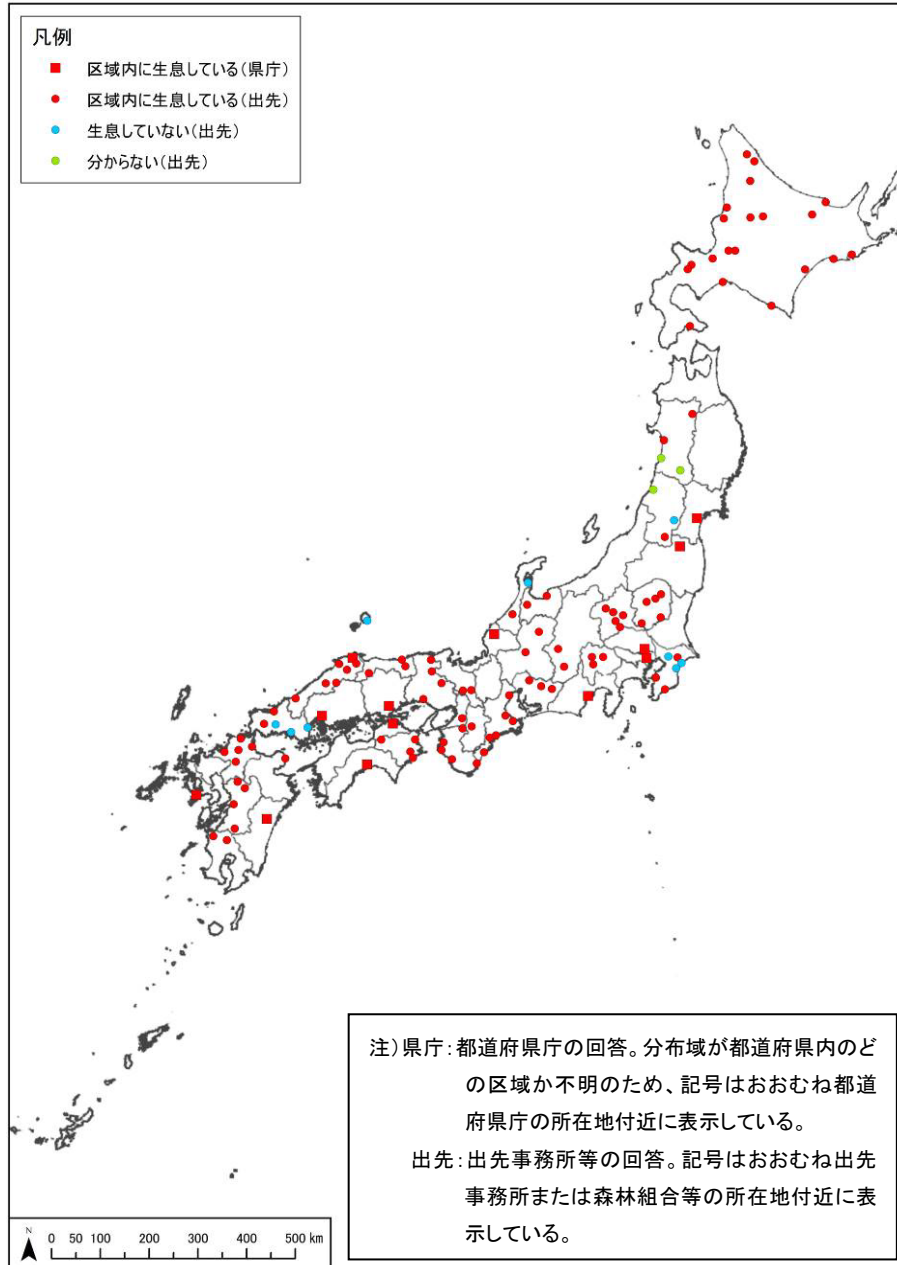 凡例
区域内に生息している(県庁)
区域内に生息している(出先)
生息していない(出先)
分からない(出先)
注)県庁:都道府県庁の回答。分布域が都道府県内のど
の区域か不明のため、記号はおおむね都道
府県庁の所在地付近に表示している。
出先:出先事務所等の回答。記号はおおむね出先
事務所または森林組合等の所在地付近に表
示している。
N
0 50 100 200 300 400 500 km